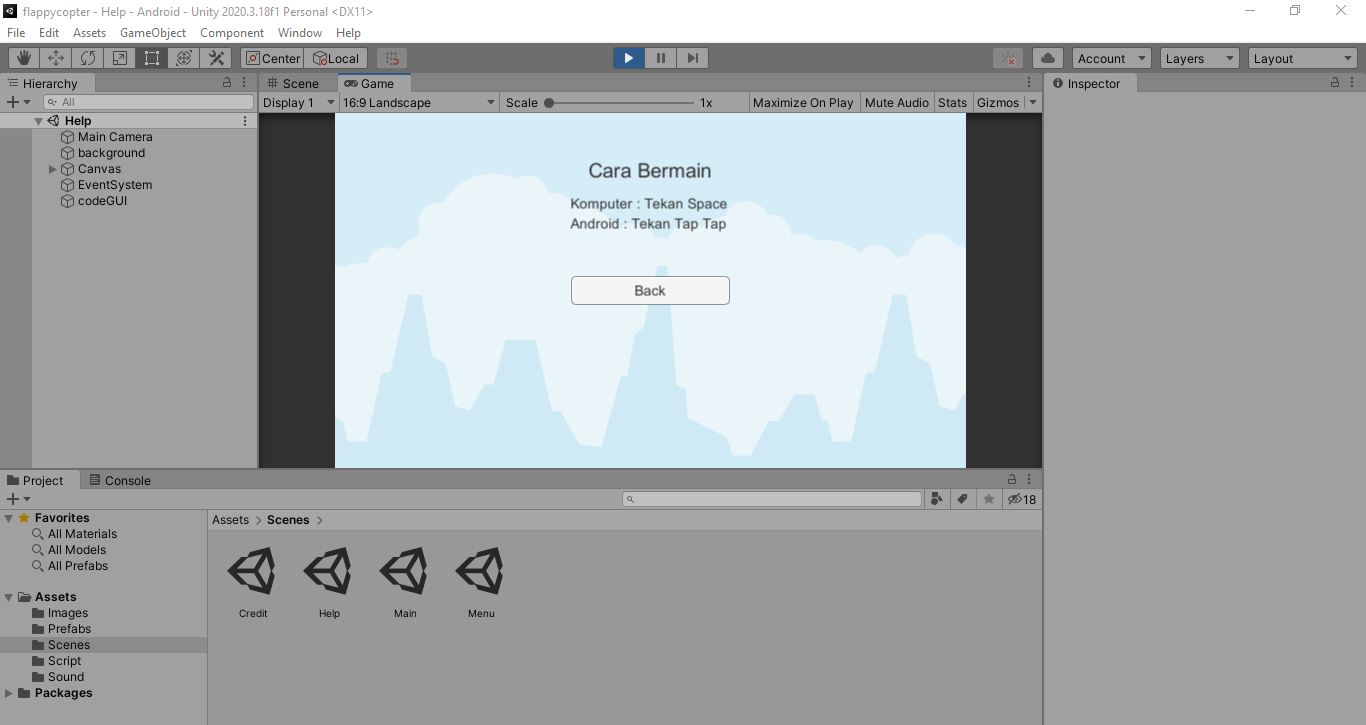 flappycopter - Help - Android - Unity 2020.3.18f1 Personal <DX11>
File Edit Assets GameObject Component Window Help
Center Local Account Layers Layout
Hierarchy
All
Help
Main Camera
background
Canvas
EventSystem
codeGUI
Scene Game
Display 1 16:9 Landscape Scale 1x Maximize On Play Mute Audio Stats Gizmos
Cara Bermain
Komputer : Tekan Space
Android : Tekan Tap Tap
Back
Inspector
Project Console
18
Favorites
All Materials
All Models
All Prefabs
Assets
Images
Prefabs
Scenes
Script
Sound
Packages
Assets > Scenes >
Credit Help Main Menu